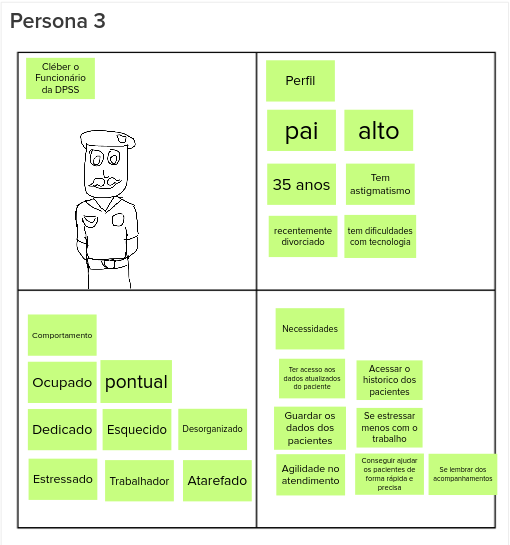 Persona 3
Cléber o
Funcionário
da DPSS
Perfil
pai
alto
35 anos
Tem
astigmatismo
recentemente
divorciado
tem dificuldades
com tecnologia
Comportamento
Ocupado
pontual
Dedicado
Esquecido
Desorganizado
Estressado
Trabalhador
Atarefado
Necessidades
Ter acesso aos
dados atualizados
do paciente
Acessar o
historico dos
pacientes
Guardar os
dados dos
pacientes
Se estressar
menos com o
trabalho
Agilidade no
atendimento
Conseguir ajudar
os pacientes de
forma rápida e
precisa
Se lembrar dos
acompanhamentos